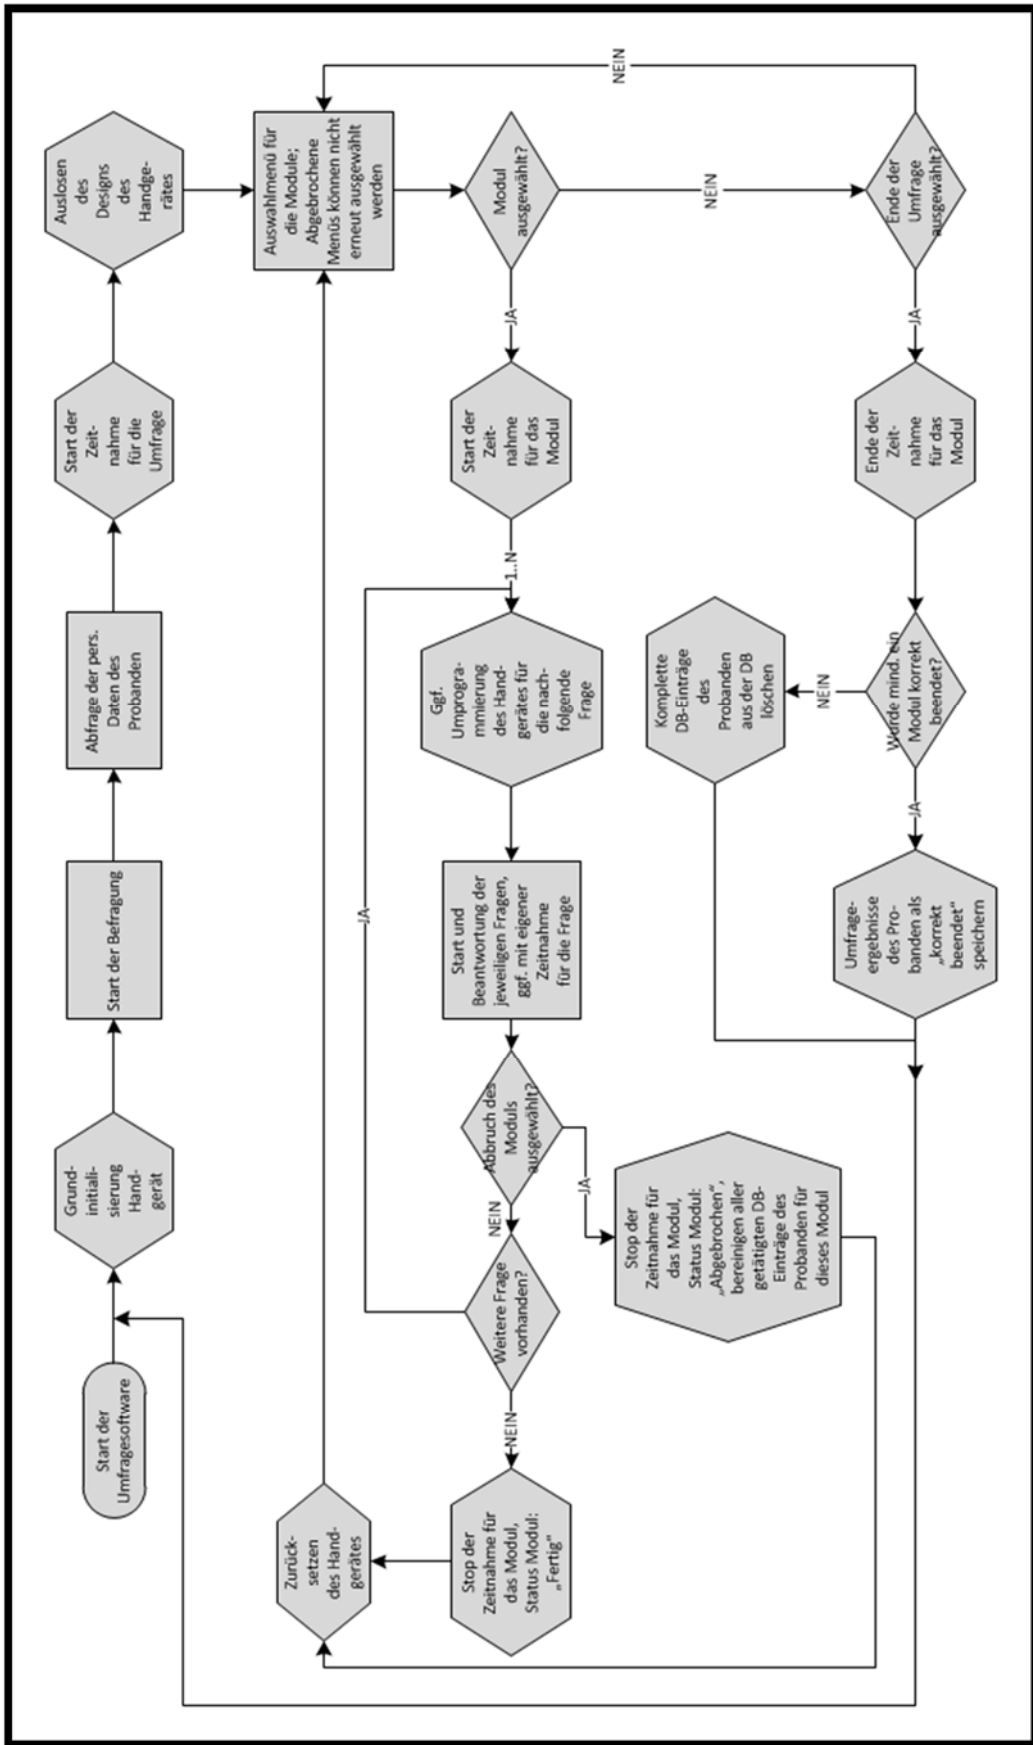 Start der
Umfragesoftware
Grund-
initiali-
sierung
Hand-
gerät
Start der Befragung
Abfrage der pers.
Daten des
Probanden
Start der
Zeit-
nahme
für die
Umfrage
Auslosen
des
Designs
des
Handge-
rätes
Auswahlmenü für
die Module;
Abgebrochene
Menüs können nicht
erneut ausgewählt
werden
Modul
ausgewählt?
JA
Start der
Zeit-
nahme
für das
Modul
1..N
Ggf.
Umprogra-
mmierung
des Hand-
gerätes für
die nach-
folgende
Frage
Start und
Beantwortung der
jeweiligen Fragen,
ggf. mit eigener
Zeitnahme
für die Frage
Abbruch des
Moduls
ausgewählt?
NEIN
JA
Weitere Frage
vorhanden?
JA
NEIN
Stop der
Zeitnahme für
das Modul,
Status Modul:
„Fertig“
Zurück-
setzen
des Hand-
gerätes
Stop der
Zeitnahme für
das Modul,
Status Modul:
„Abgebrochen“,
bereinigen aller
getätigten DB-
Einträge des
Probanden für
dieses Modul
NEIN
Ende der
Umfrage
ausgewählt?
NEIN
JA
Ende der
Zeit-
nahme
für das
Modul
Wurde mind. ein
Modul korrekt
beendet?
NEIN
Komplette
DB-Einträge
des
Probanden
aus der DB
löschen
JA
Umfrage-
ergebnisse
des Pro-
banden als
„korrekt
beendet“
speichern